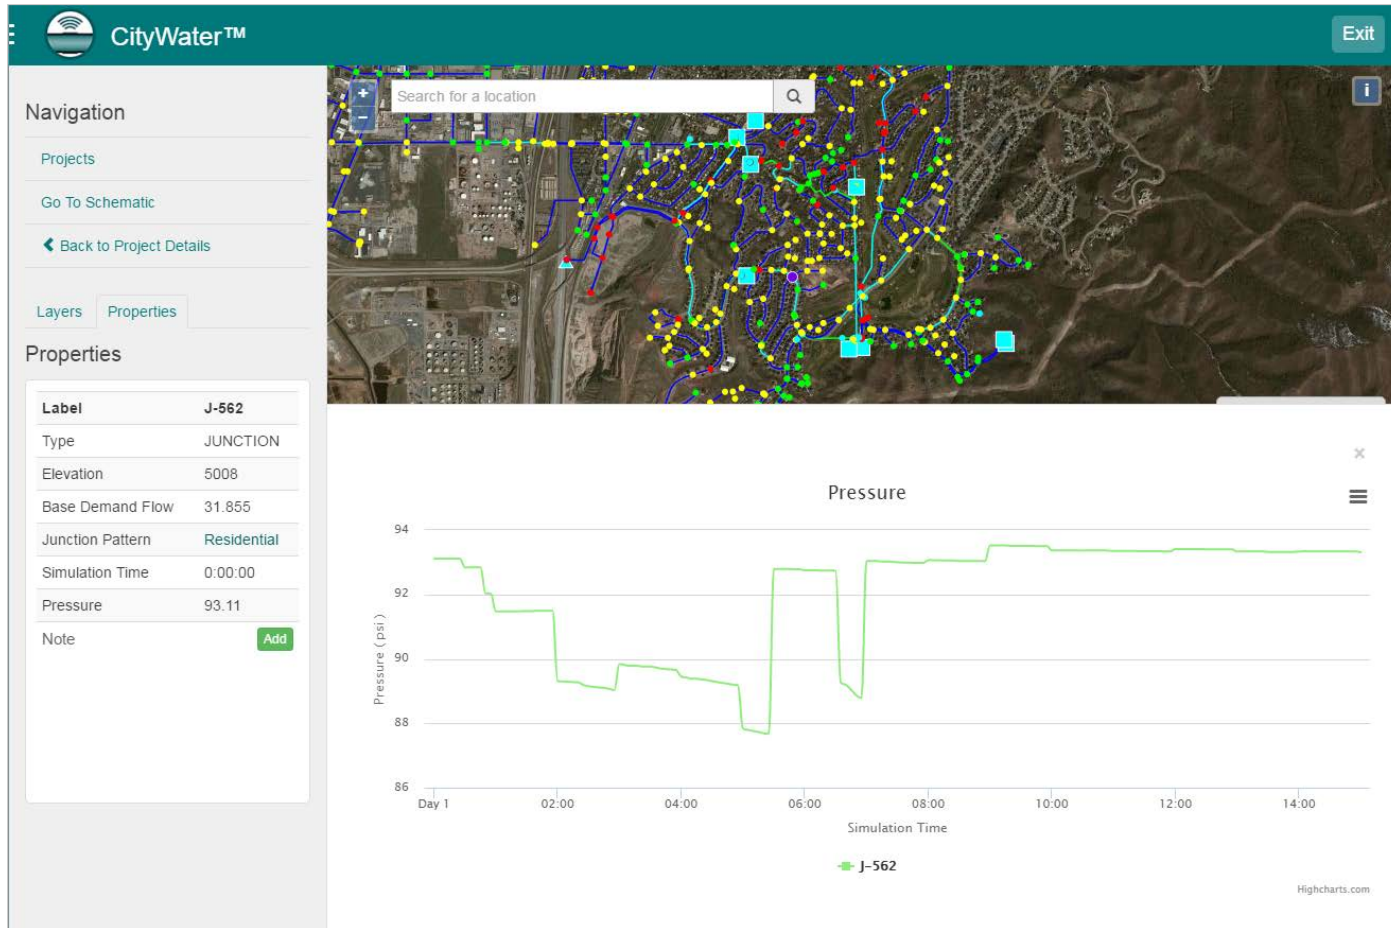 CityWater™
Exit
Navigation
Projects
Go To Schematic
Back to Project Details
Layers Properties
Properties
Label J-562
Type JUNCTION
Elevation 5008
Base Demand Flow 31.855
Junction Pattern Residential
Simulation Time 0:00:00
Pressure 93.11
Note Add
+
Search for a location
−
i
×
Pressure
94
92
90
88
86
Pressure ( psi )
Day 1 02:00 04:00 06:00 08:00 10:00 12:00 14:00
Simulation Time
J-562
Highcharts.com